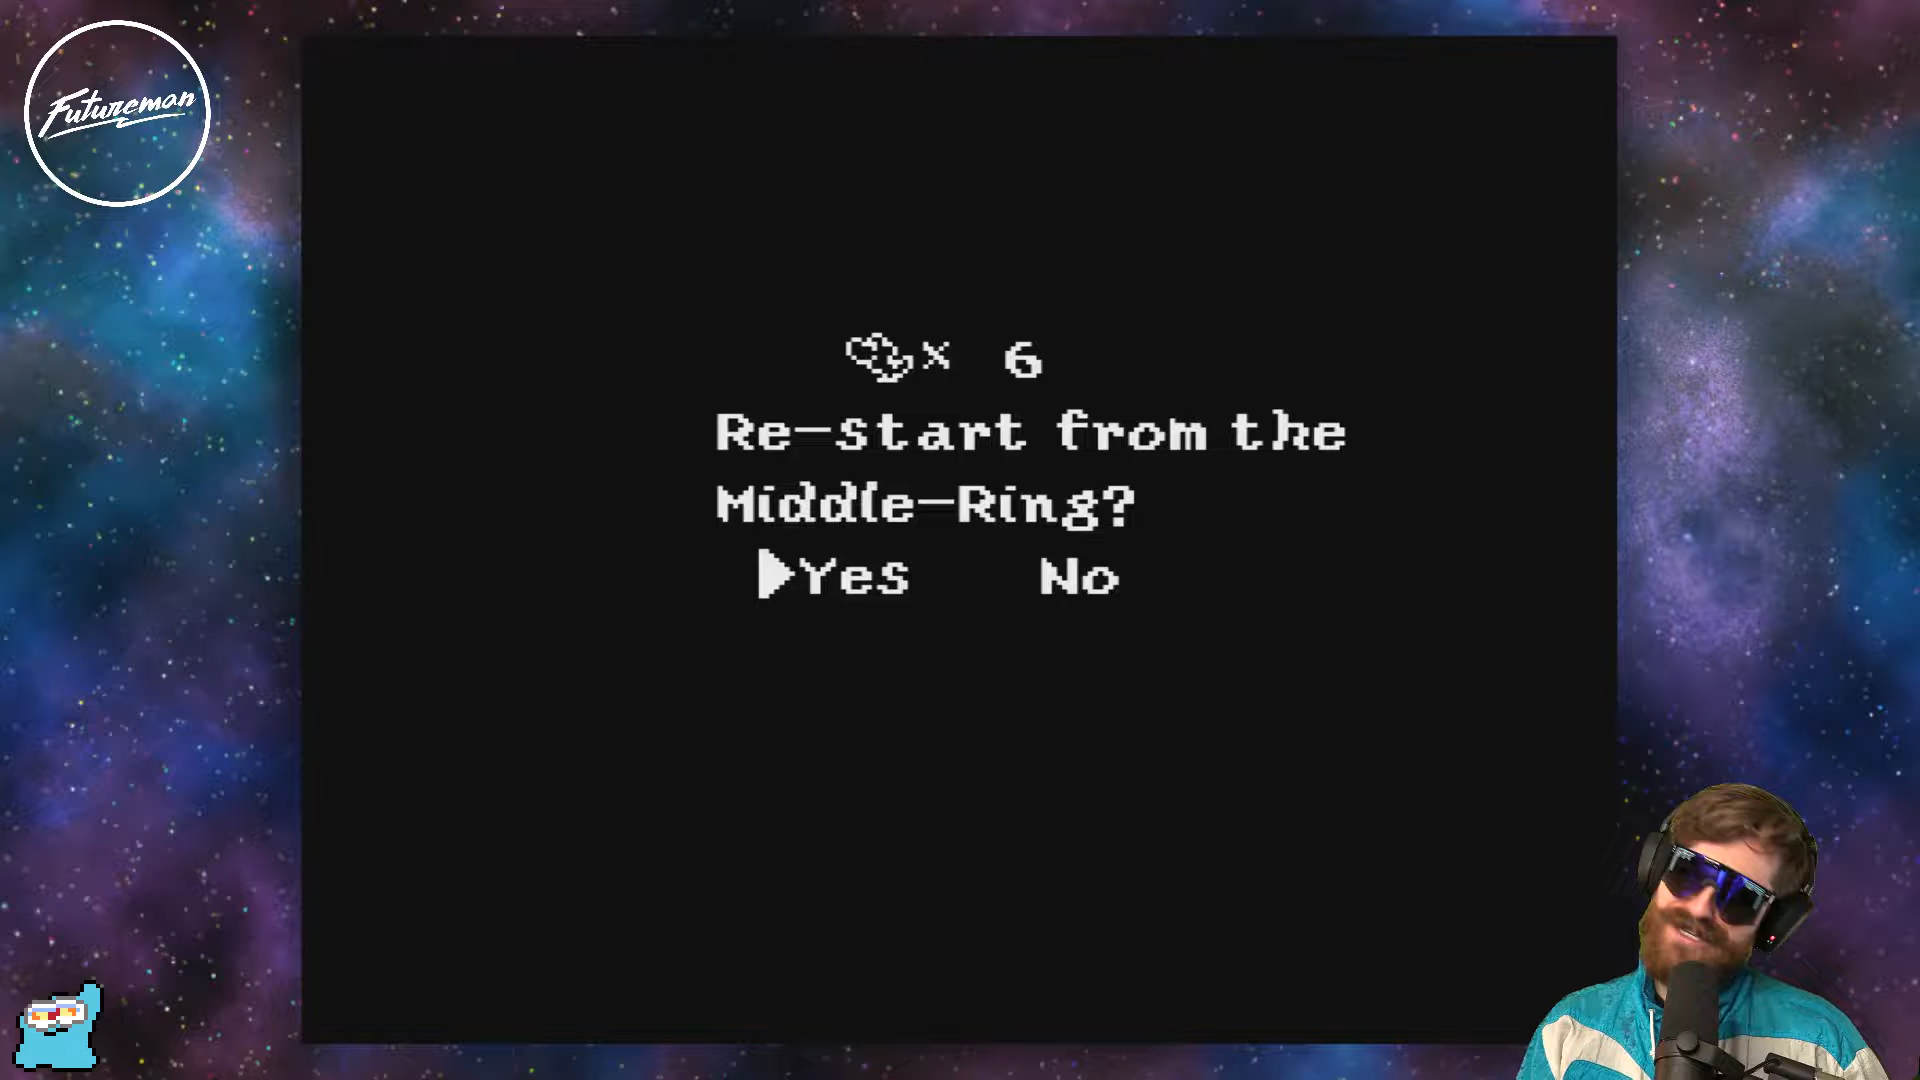 Futureman
× 6
Re-start from the
Middle-Ring?
▶Yes No